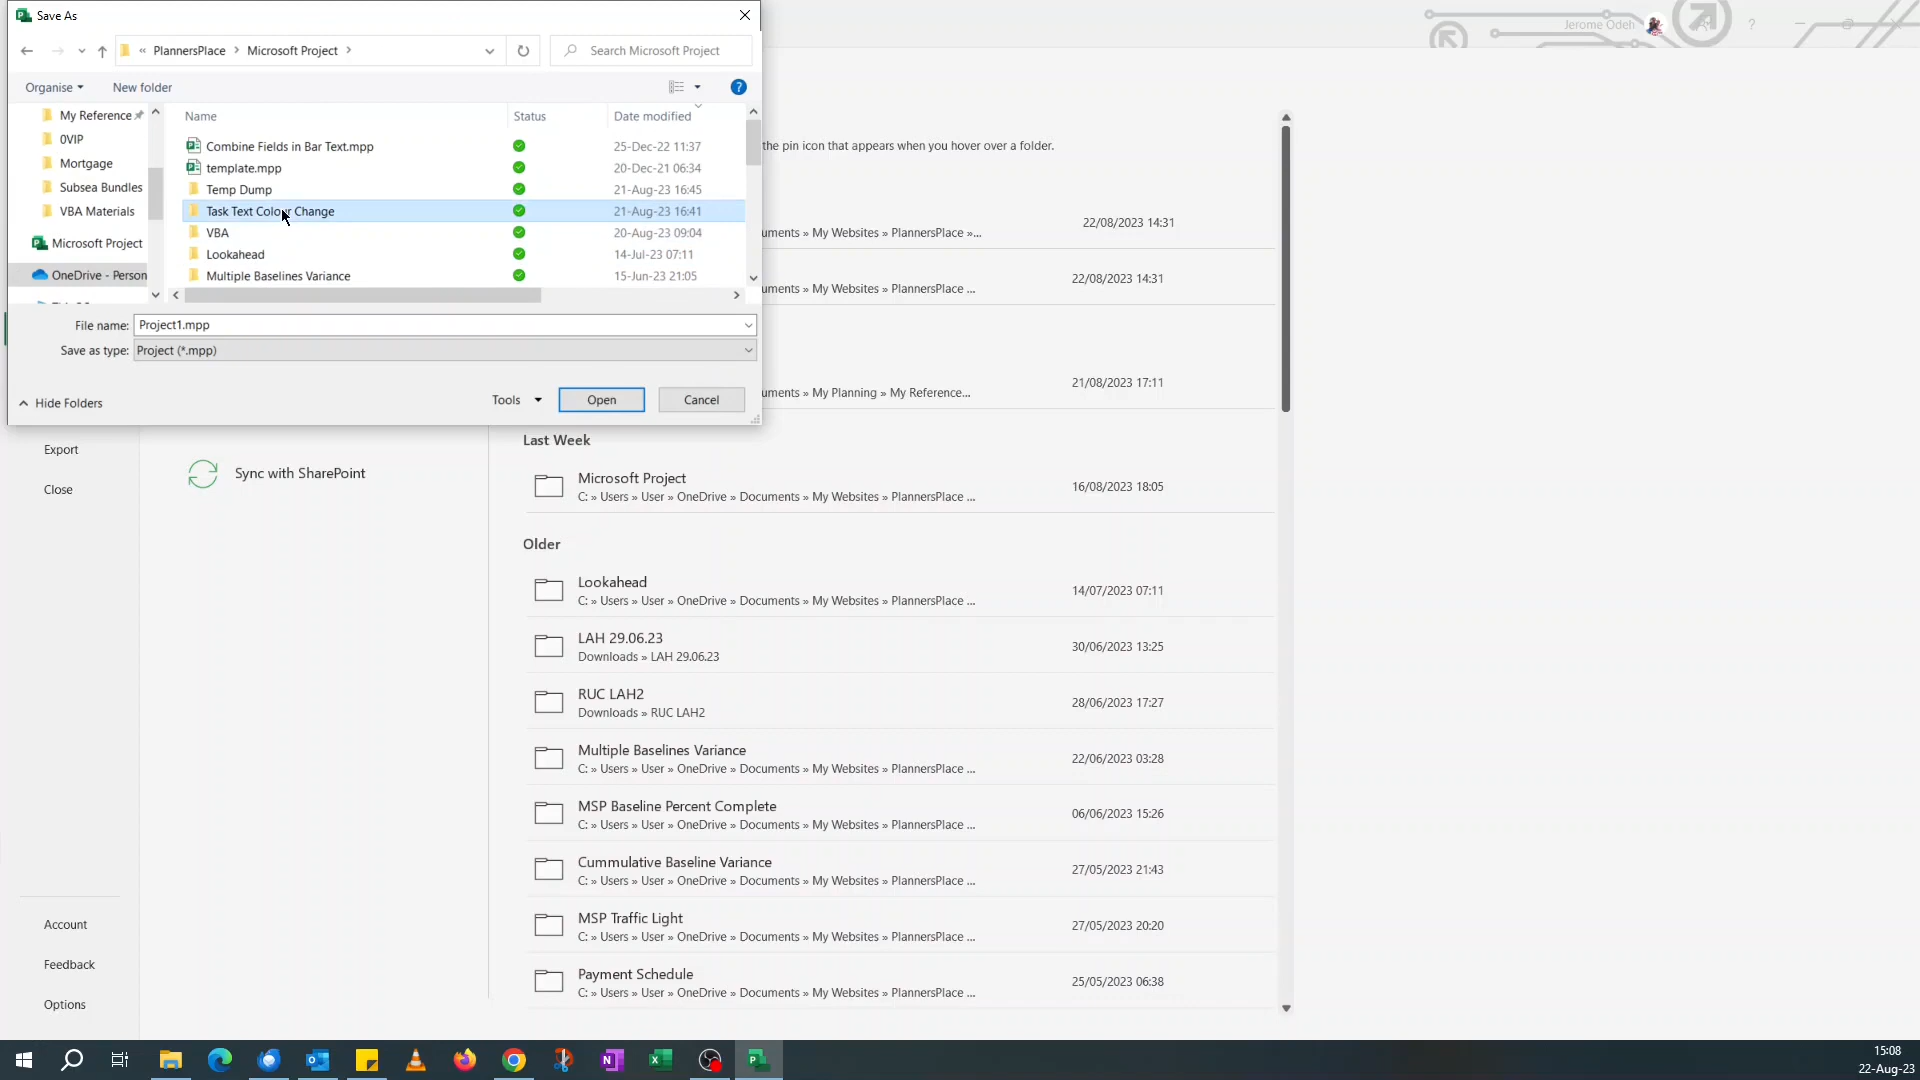 Save As
Jerome Odeh
?
« PlannersPlace > Microsoft Project >
Search Microsoft Project
Organise
New folder
?
My Reference
0VIP
Mortgage
Subsea Bundles
VBA Materials
Microsoft Project
OneDrive - Person
Name Status Date modified
Combine Fields in Bar Text.mpp 25-Dec-22 11:37
template.mpp 20-Dec-21 06:34
Temp Dump 21-Aug-23 16:45
Task Text Colour Change 21-Aug-23 16:41
VBA 20-Aug-23 09:04
Lookahead 14-Jul-23 07:11
Multiple Baselines Variance 15-Jun-23 21:05
File name: Project1.mpp
Save as type: Project (*.mpp)
Hide Folders
Tools
Open
Cancel
the pin icon that appears when you hover over a folder.
22/08/2023 14:31
uments » My Websites » PlannersPlace »...
22/08/2023 14:31
uments » My Websites » PlannersPlace ...
21/08/2023 17:11
uments » My Planning » My Reference...
Export
Close
Sync with SharePoint
Last Week
Microsoft Project
C: » Users » User » OneDrive » Documents » My Websites » PlannersPlace ...
16/08/2023 18:05
Older
Lookahead
C: » Users » User » OneDrive » Documents » My Websites » PlannersPlace ...
14/07/2023 07:11
LAH 29.06.23
Downloads » LAH 29.06.23
30/06/2023 13:25
RUC LAH2
Downloads » RUC LAH2
28/06/2023 17:27
Multiple Baselines Variance
C: » Users » User » OneDrive » Documents » My Websites » PlannersPlace ...
22/06/2023 03:28
MSP Baseline Percent Complete
C: » Users » User » OneDrive » Documents » My Websites » PlannersPlace ...
06/06/2023 15:26
Cummulative Baseline Variance
C: » Users » User » OneDrive » Documents » My Websites » PlannersPlace ...
27/05/2023 21:43
MSP Traffic Light
C: » Users » User » OneDrive » Documents » My Websites » PlannersPlace ...
27/05/2023 20:20
Payment Schedule
C: » Users » User » OneDrive » Documents » My Websites » PlannersPlace ...
25/05/2023 06:38
Account
Feedback
Options
15:08
22-Aug-23